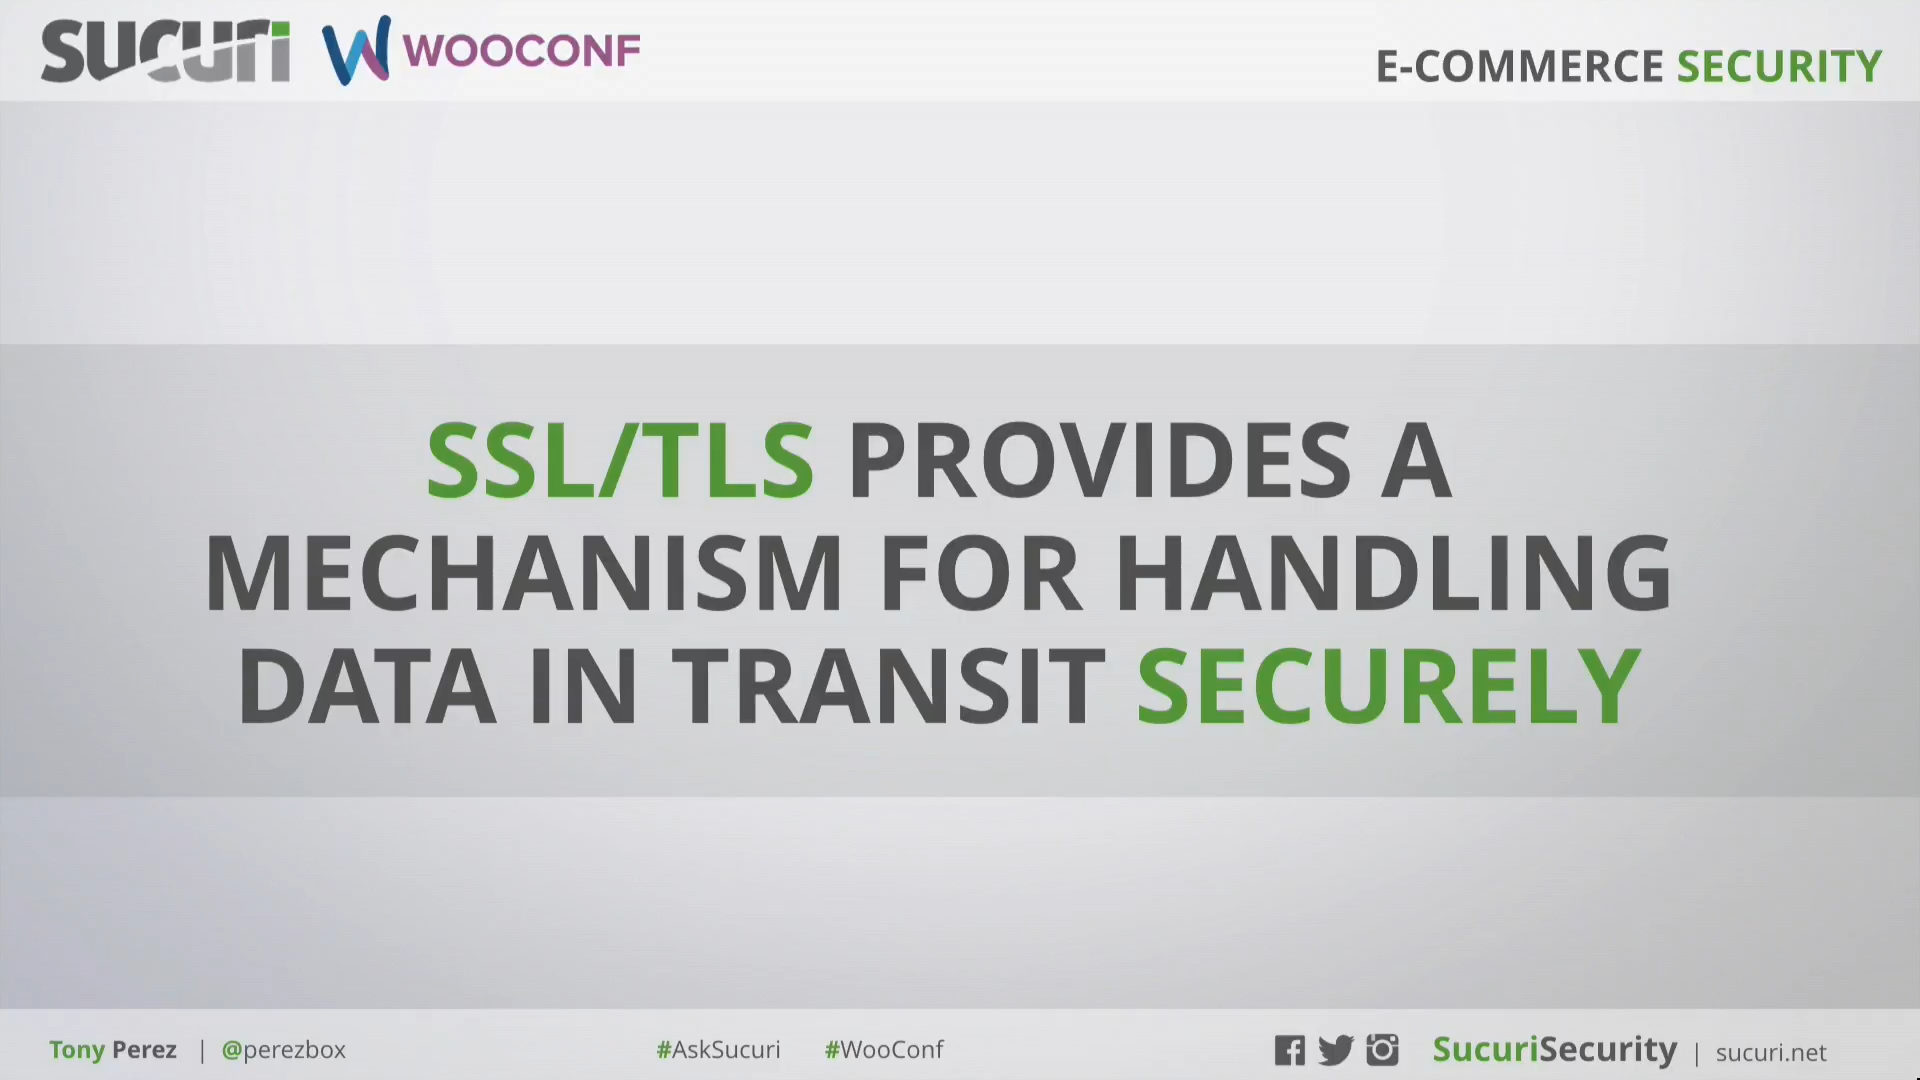 SUCURI WOOCONF
E-COMMERCE SECURITY
SSL/TLS PROVIDES A
MECHANISM FOR HANDLING
DATA IN TRANSIT SECURELY
Tony Perez | @perezbox
#AskSucuri #WooConf
SucuriSecurity | sucuri.net